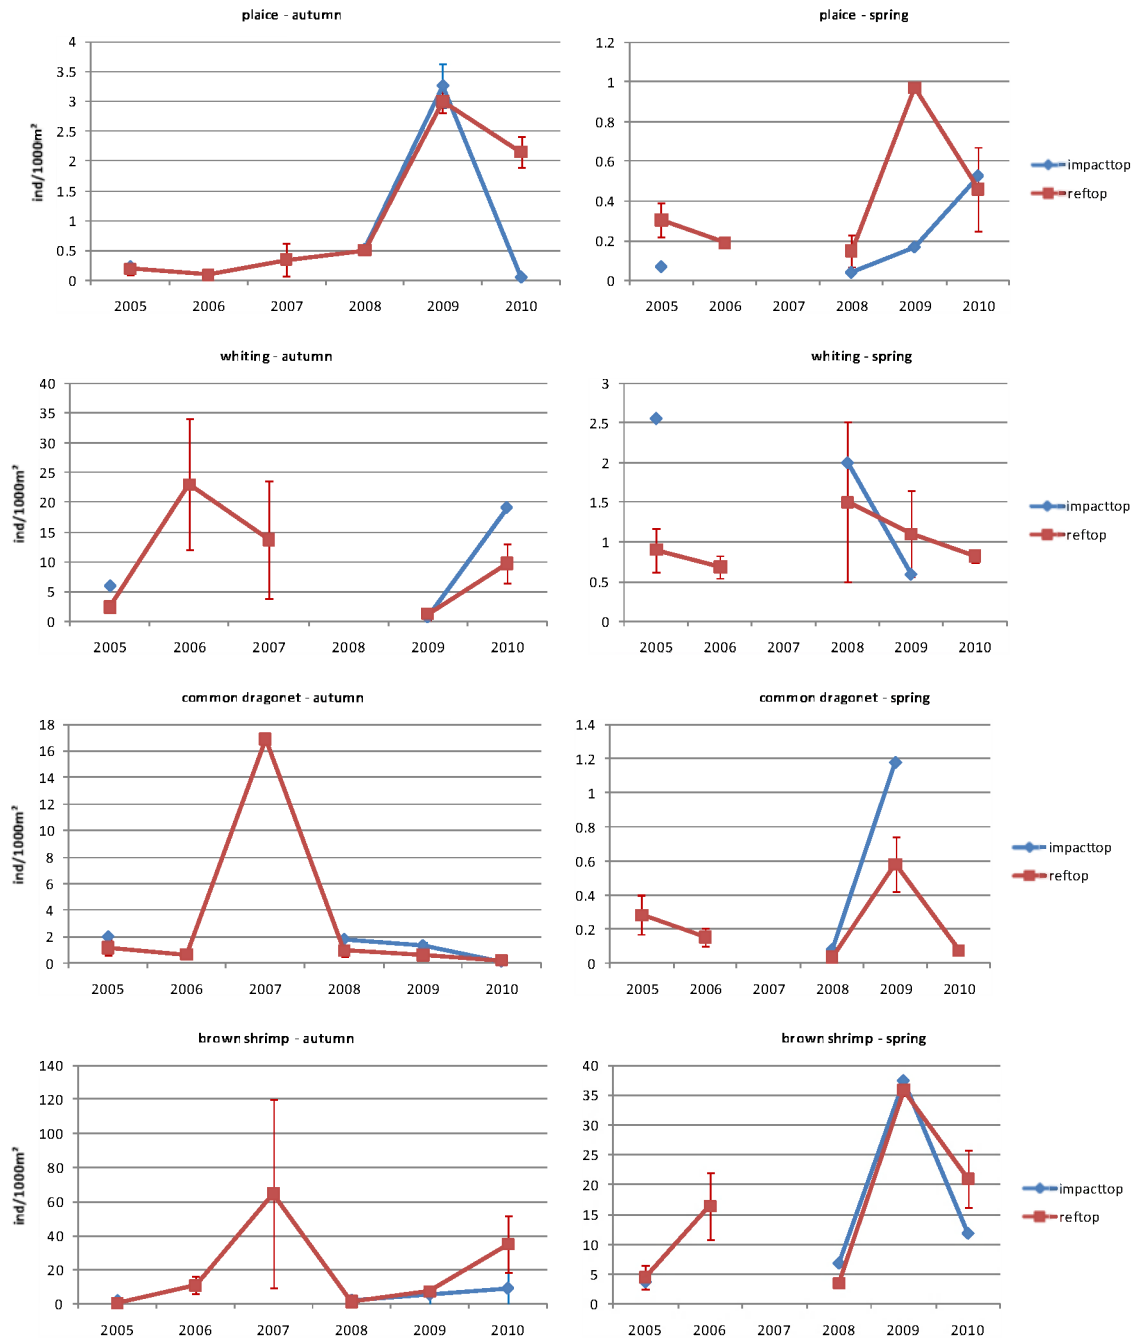 plaice - autumn
4
3.5
3
2.5
2
1.5
1
0.5
0
ind/1000m²
2005 2006 2007 2008 2009 2010
plaice - spring
1.2
1
0.8
0.6
0.4
0.2
0
2005 2006 2007 2008 2009 2010
impacttop
reftop
whiting - autumn
40
35
30
25
20
15
10
5
0
ind/1000m²
2005 2006 2007 2008 2009 2010
whiting - spring
3
2.5
2
1.5
1
0.5
0
2005 2006 2007 2008 2009 2010
impacttop
reftop
common dragonet - autumn
18
16
14
12
10
8
6
4
2
0
ind/1000m²
2005 2006 2007 2008 2009 2010
common dragonet - spring
1.4
1.2
1
0.8
0.6
0.4
0.2
0
2005 2006 2007 2008 2009 2010
impacttop
reftop
brown shrimp - autumn
140
120
100
80
60
40
20
0
ind/1000m²
2005 2006 2007 2008 2009 2010
brown shrimp - spring
40
35
30
25
20
15
10
5
0
2005 2006 2007 2008 2009 2010
impacttop
reftop